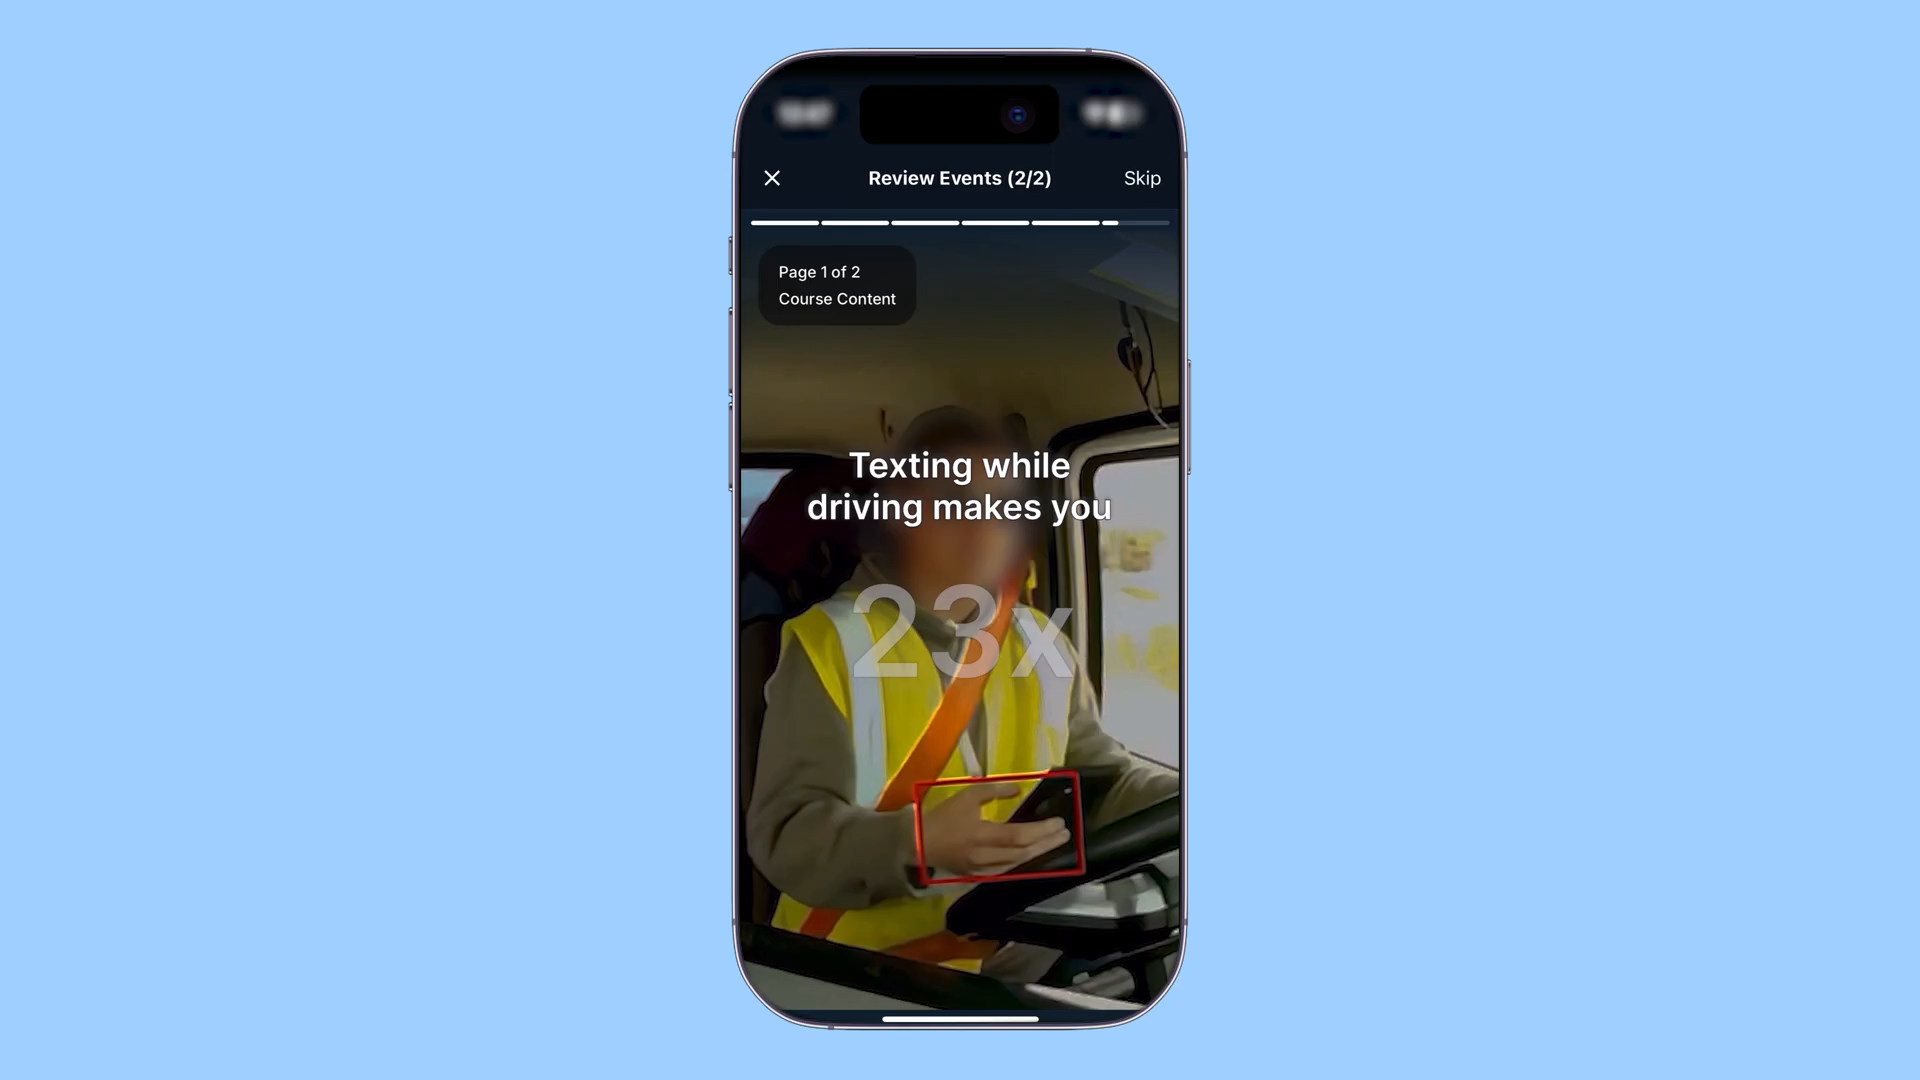 Review Events (2/2)
Skip
Page 1 of 2
Course Content
Texting while
driving makes you
23x